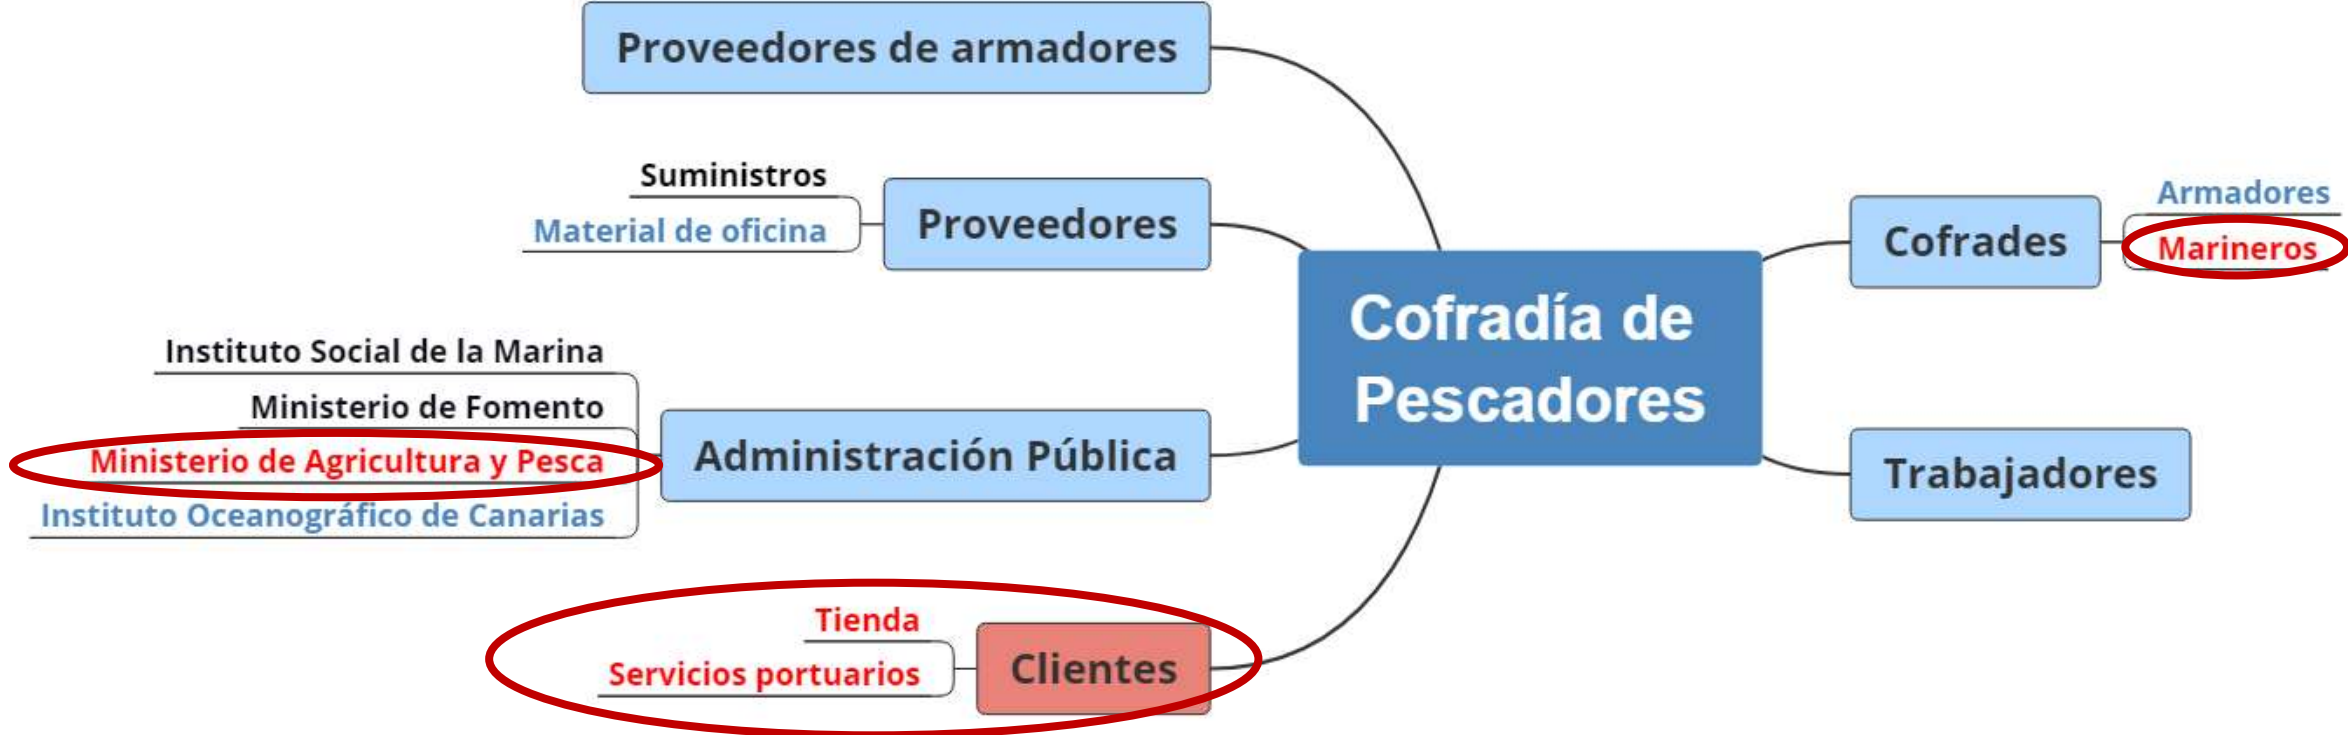 Proveedores de armadores
Suministros
Material de oficina
Proveedores
Instituto Social de la Marina
Ministerio de Fomento
Ministerio de Agricultura y Pesca
Instituto Oceanográfico de Canarias
Administración Pública
Tienda
Servicios portuarios
Clientes
Cofradía de
Pescadores
Cofrades
Armadores
Marineros
Trabajadores